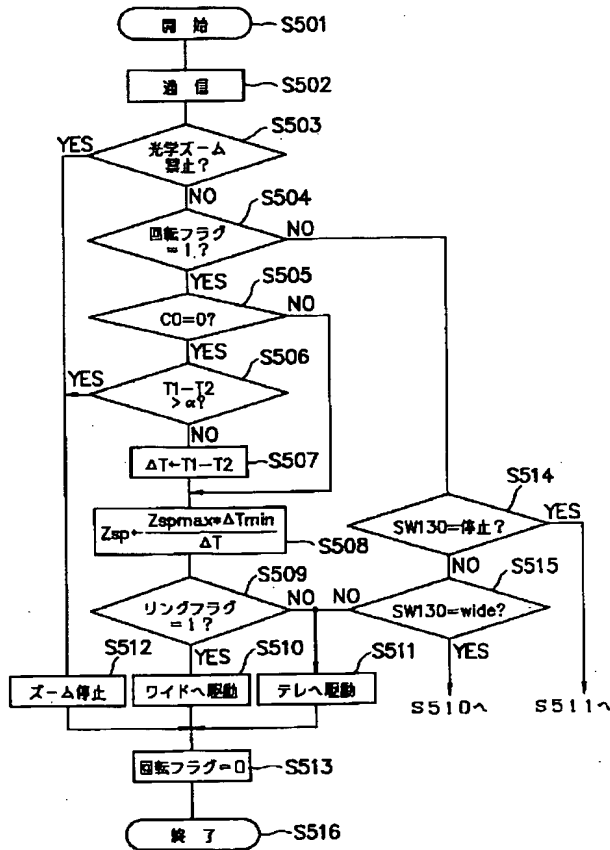 開始
S501
通信
S502
S503
YES
光学ズーム
禁止?
NO
S504
回転フラグ
=1?
NO
YES
S505
C0=0?
NO
YES
S506
YES
T1-T2
>α?
NO
ΔT←T1-T2
S507
Zsp←Zspmax*ΔTmin
ΔT
S508
S514
SW130=停止?
YES
NO
S509
リングフラグ
=1?
NO
NO
S515
SW130=wide?
YES
S512
YES
S510
S511
ズーム停止
ワイドへ駆動
テレへ駆動
S510へ
S511へ
回転フラグ=0
S513
終了
S516